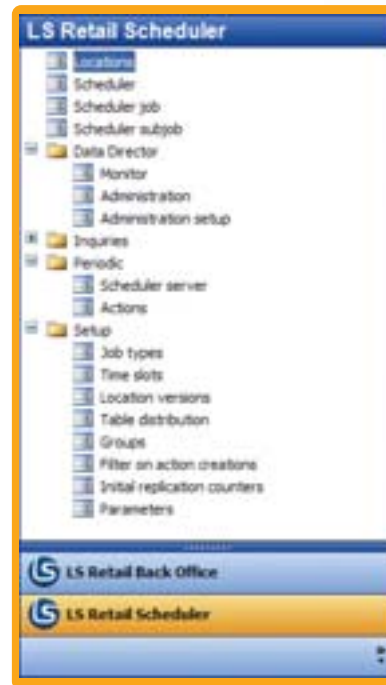 LS Retail Scheduler
Locations
Scheduler
Scheduler job
Scheduler subjob
Data Director
Monitor
Administration
Administration setup
Inquiries
Periodic
Scheduler server
Actions
Setup
Job types
Time slots
Location versions
Table distribution
Groups
Filter on action creations
Initial replication counters
Parameters
LS Retail Back Office
LS Retail Scheduler